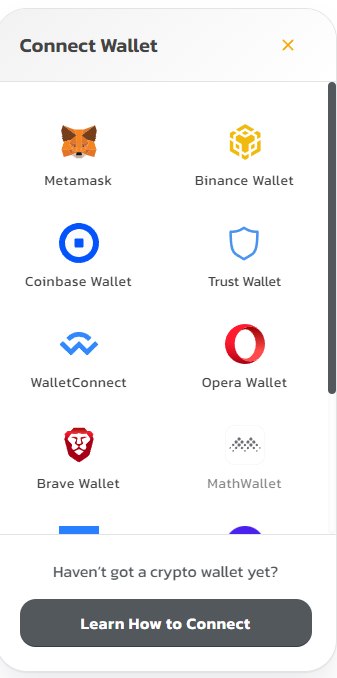 Connect Wallet
Metamask
Binance Wallet
Coinbase Wallet
Trust Wallet
WalletConnect
Opera Wallet
Brave Wallet
MathWallet
Haven't got a crypto wallet yet?
Learn How to Connect